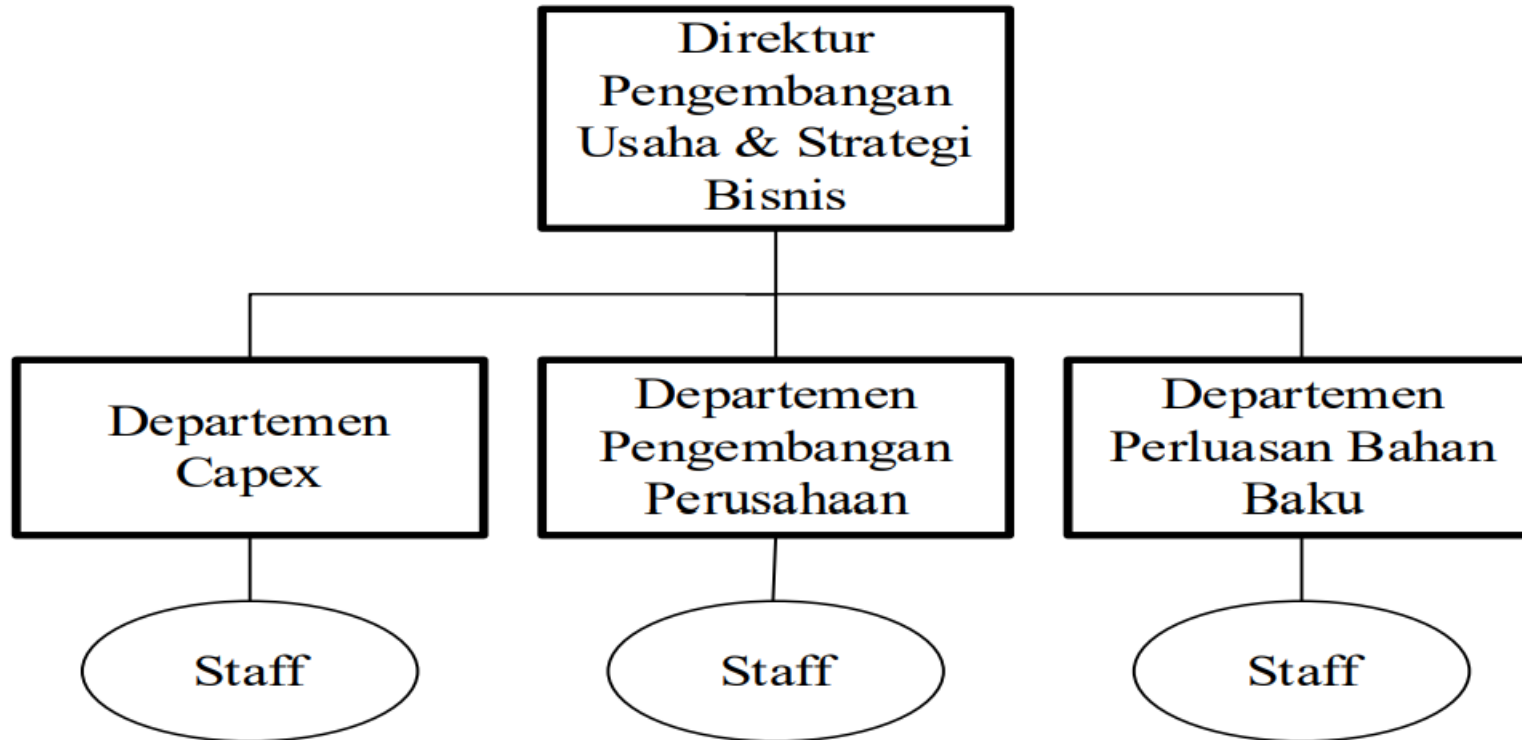 Direktur
Pengembangan
Usaha & Strategi
Bisnis
Departemen
Capex
Departemen
Pengembangan
Perusahaan
Departemen
Perluasan Bahan
Baku
Staff
Staff
Staff